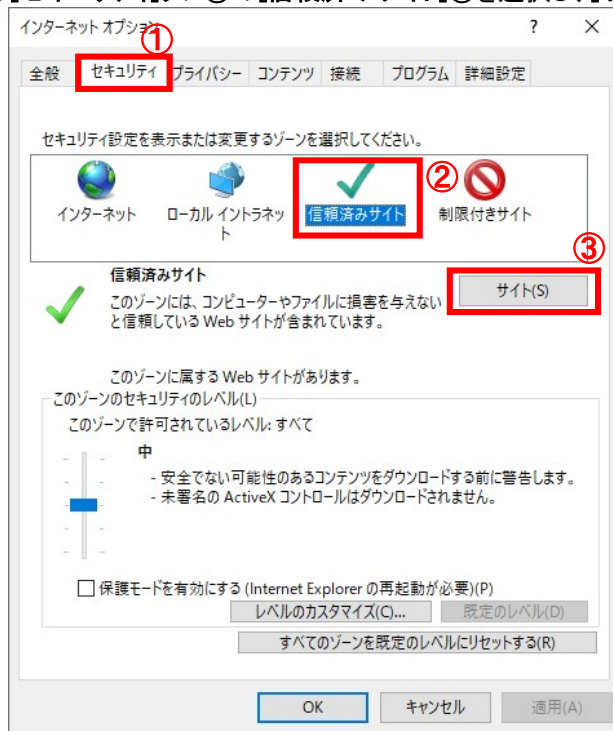 インターネット オプション ? ×
①
全般 セキュリティ プライバシー コンテンツ 接続 プログラム 詳細設定
セキュリティ設定を表示または変更するゾーンを選択してください。
②
インターネット ローカル イントラネット 信頼済みサイト 制限付きサイト
③
信頼済みサイト
サイト(S)
このゾーンには、コンピューターやファイルに損害を与えない
と信頼している Web サイトが含まれています。
このゾーンに属する Web サイトがあります。
このゾーンのセキュリティのレベル(L)
このゾーンで許可されているレベル: すべて
中
- 安全でない可能性のあるコンテンツをダウンロードする前に警告します。
- 未署名の ActiveX コントロールはダウンロードされません。
保護モードを有効にする (Internet Explorer の再起動が必要)(P)
レベルのカスタマイズ(C)... 既定のレベル(D)
すべてのゾーンを既定のレベルにリセットする(R)
OK キャンセル 適用(A)